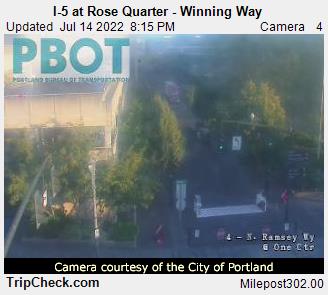 I-5 at Rose Quarter - Winning Way
Updated Jul 14 2022 8:15 PM Camera 4
PBOT
PORTLAND BUREAU OF TRANSPORTATION
4 - N. Ramsey Wy
@ One Ctr
Camera courtesy of the City of Portland
TripCheck.com Milepost302.00